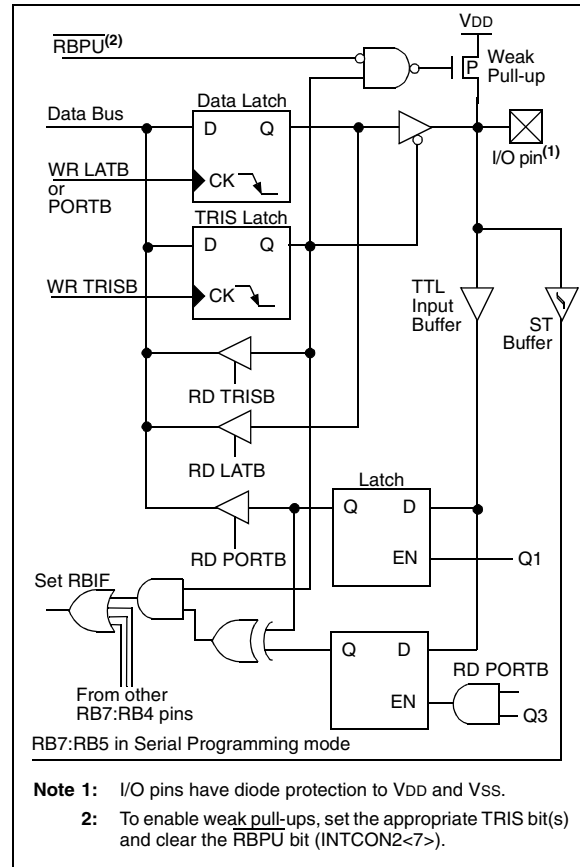 VDD
RBPU(2)
P
Weak
Pull-up
Data Bus
Data Latch
D Q
I/O pin(1)
WR LATB
or
PORTB
CK
TRIS Latch
D Q
WR TRISB
CK
TTL
Input
Buffer
ST
Buffer
RD TRISB
RD LATB
Latch
Q D
EN
Q1
RD PORTB
Set RBIF
Q D
RD PORTB
EN
Q3
From other
RB7:RB4 pins
RB7:RB5 in Serial Programming mode
Note 1: I/O pins have diode protection to VDD and VSS.
2: To enable weak pull-ups, set the appropriate TRIS bit(s)
and clear the RBPU bit (INTCON2<7>).